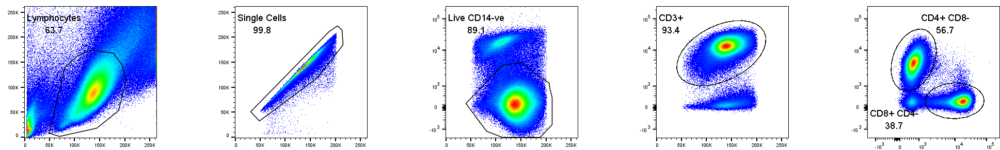 Lymphocytes
63.7
250K
200K
150K
100K
50K
0
0 50K 100K 150K 200K 250K
Single Cells
99.8
250K
200K
150K
100K
50K
0
0 50K 100K 150K 200K 250K
Live CD14-ve
89.1
10^5
10^4
10^3
0
-10^3
0 50K 100K 150K 200K 250K
CD3+
93.4
10^5
10^4
10^3
0
-10^3
0 50K 100K 150K 200K 250K
CD4+ CD8-
56.7
10^5
10^4
10^3
0
-10^3
CD8+ CD4-
38.7
-10^3 0 10^3 10^4 10^5